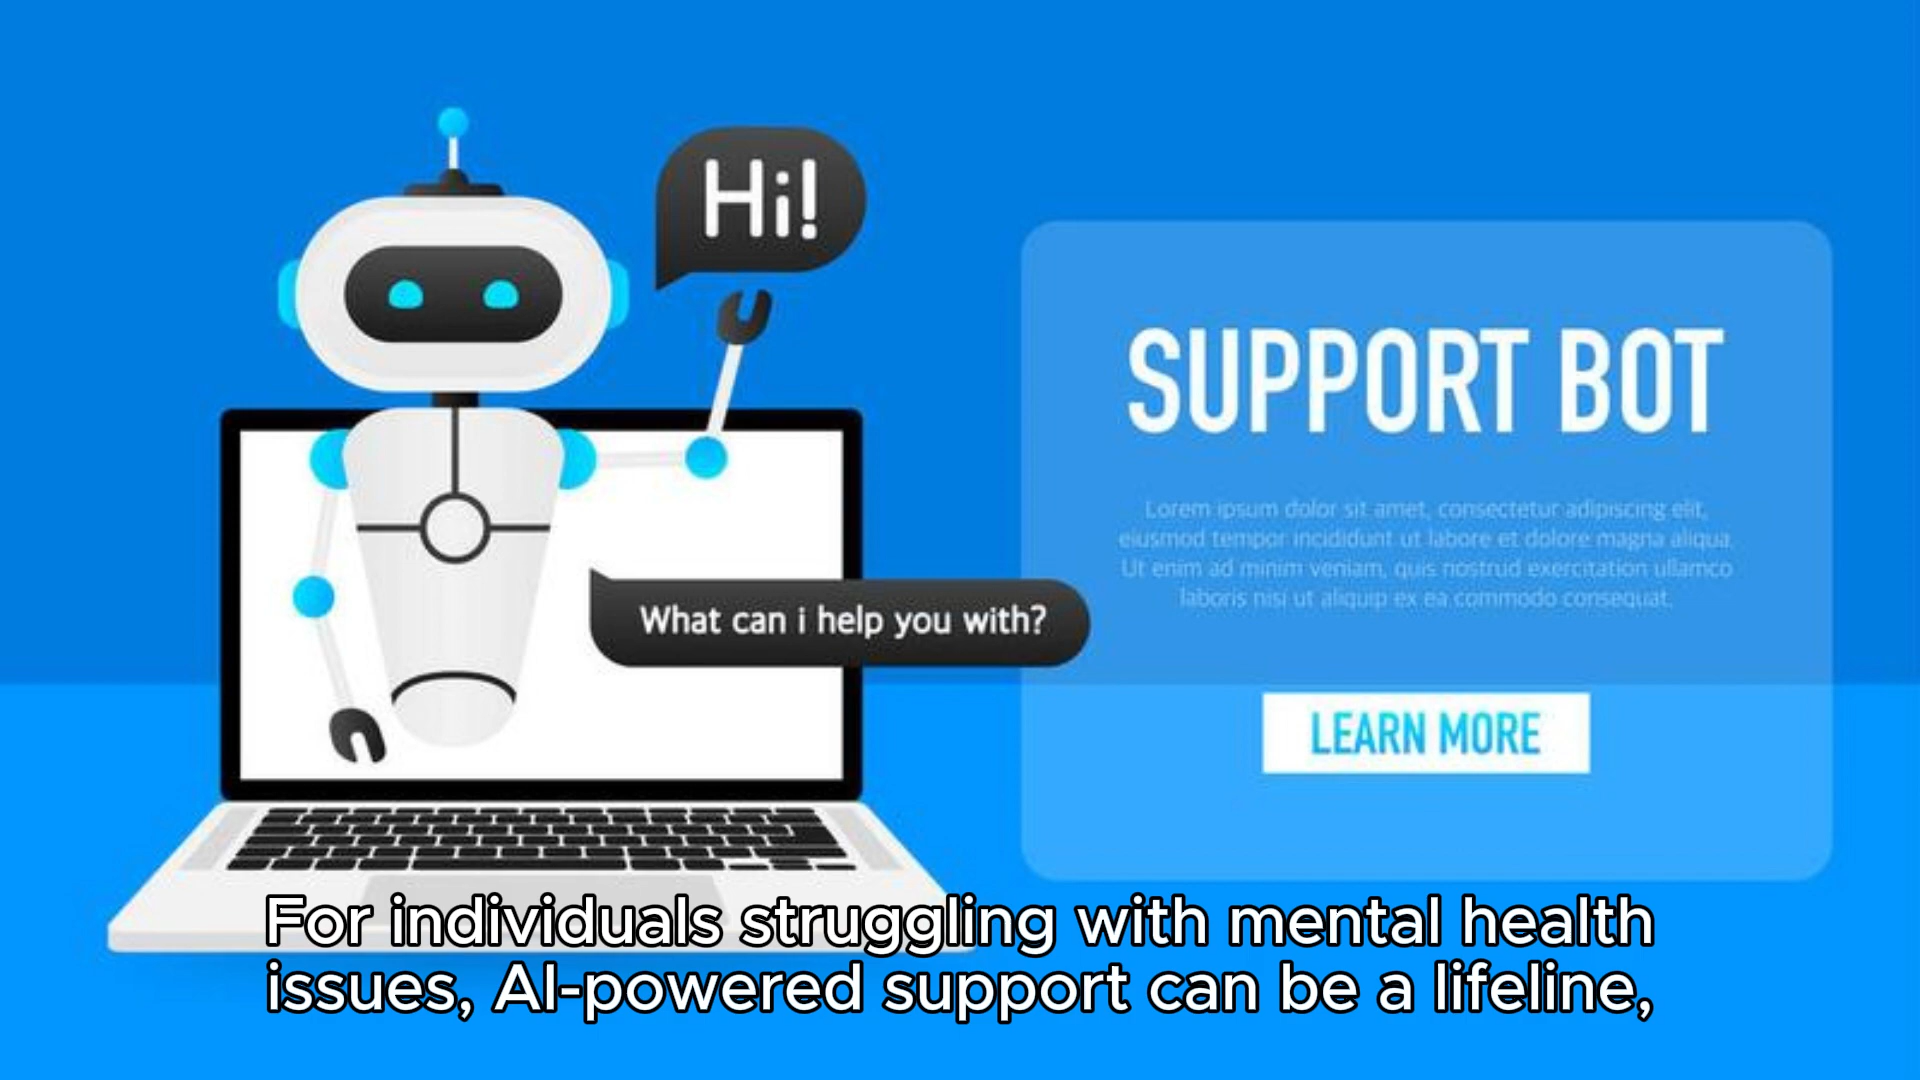 Hi!
SUPPORT BOT
Lorem ipsum dolor sit amet, consectetur adipiscing elit,
eiusmod tempor incididunt ut labore et dolore magna aliqua.
Ut enim ad minim veniam, quis nostrud exercitation ullamco
laboris nisi ut aliquip ex ea commodo consequat.
What can i help you with?
LEARN MORE
For individuals struggling with mental health
issues, AI-powered support can be a lifeline,